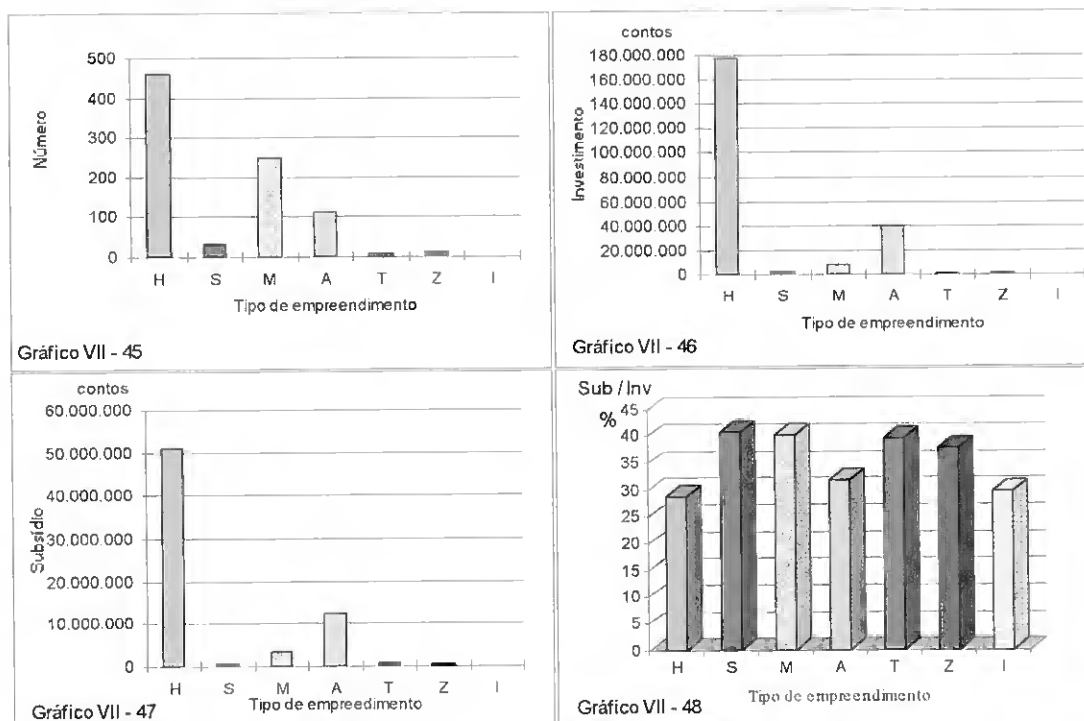 Número
500
400
300
200
100
0
H S M A T Z I
Tipo de empreendimento
Gráfico VII - 45
contos
Investimento
180.000.000
160.000.000
140.000.000
120.000.000
100.000.000
80.000.000
60.000.000
40.000.000
20.000.000
0
H S M A T Z I
Tipo de empreendimento
Gráfico VII - 46
contos
Subsídio
60.000.000
50.000.000
40.000.000
30.000.000
20.000.000
10.000.000
0
H S M A T Z I
Tipo de empreedimento
Gráfico VII - 47
Sub / Inv
%
45
40
35
30
25
20
15
10
5
0
H S M A T Z I
Tipo de empreendimento
Gráfico VII - 48